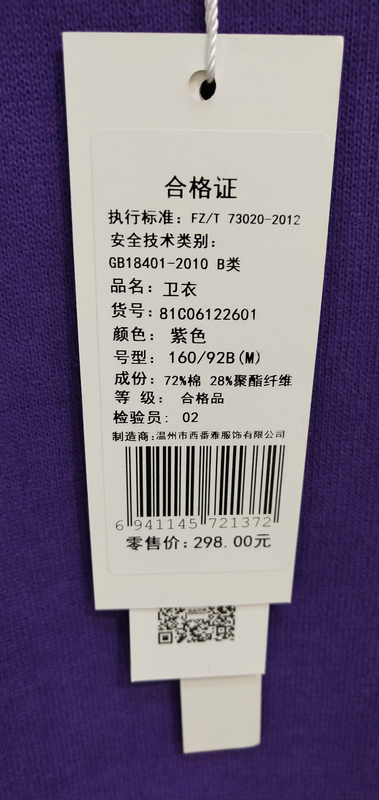 合格证
执行标准：FZ/T 73020-2012
安全技术类别：
GB18401-2010 B类
品名：卫衣
货号：81C06122601
颜色：紫色
号型：160/92B(M)
成份：72%棉 28%聚酯纤维
等 级： 合格品
检验员：02
制造商：温州市西番雅服饰有限公司
6 941145 721372
零售价：298.00元